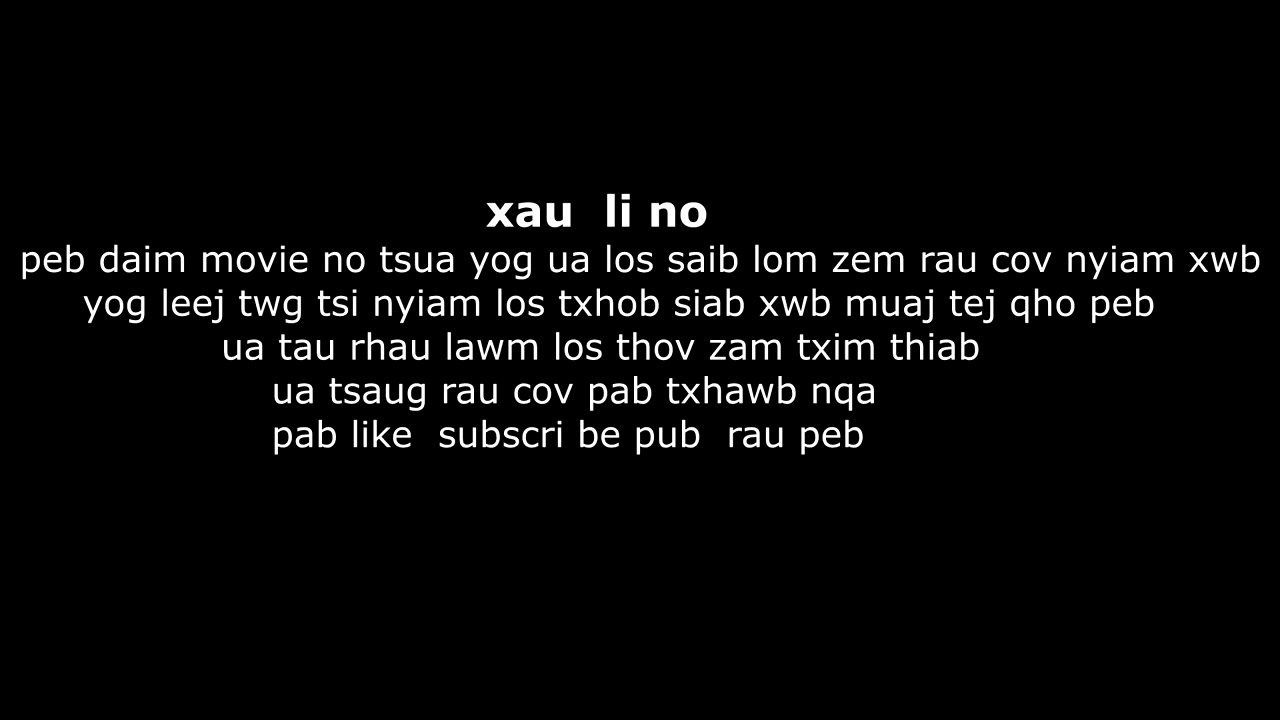 xau  li no
peb daim movie no tsua yog ua los saib lom zem rau cov nyiam xwb
yog leej twg tsi nyiam los txhob siab xwb muaj tej qho peb
ua tau rhau lawm los thov zam txim thiab
ua tsaug rau cov pab txhawb nqa
pab like  subscri be pub  rau peb